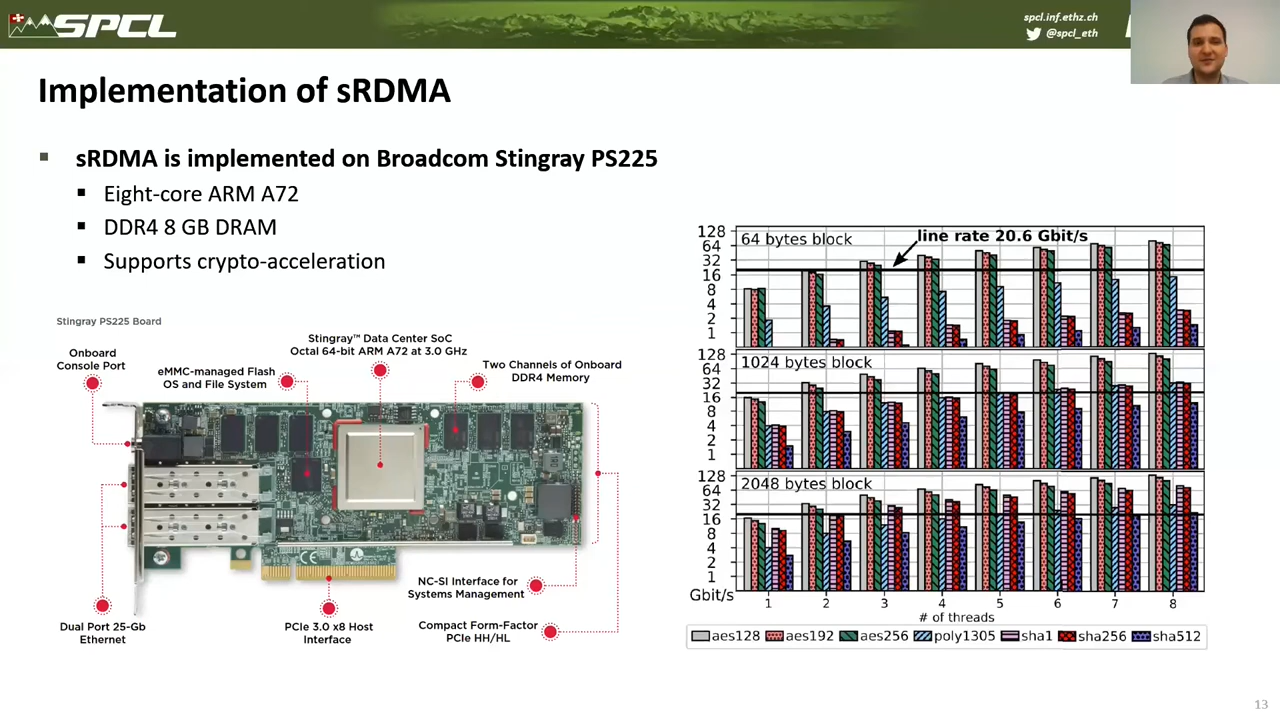 SPCL
spcl.inf.ethz.ch
@spcl_eth
Implementation of sRDMA
sRDMA is implemented on Broadcom Stingray PS225
Eight-core ARM A72
DDR4 8 GB DRAM
Supports crypto-acceleration
Stingray PS225 Board
Onboard
Console Port
eMMC-managed Flash
OS and File System
Stingray™ Data Center SoC
Octal 64-bit ARM A72 at 3.0 GHz
Two Channels of Onboard
DDR4 Memory
Dual Port 25-Gb
Ethernet
PCIe 3.0 x8 Host
Interface
NC-SI Interface for
Systems Management
Compact Form-Factor
PCIe HH/HL
CE
64 bytes block
line rate 20.6 Gbit/s
128
64
32
16
8
4
2
1
1024 bytes block
128
64
32
16
8
4
2
1
2048 bytes block
128
64
32
16
8
4
2
1
Gbit/s
1 2 3 4 5 6 7 8
# of threads
aes128 aes192 aes256 poly1305 sha1 sha256 sha512
13